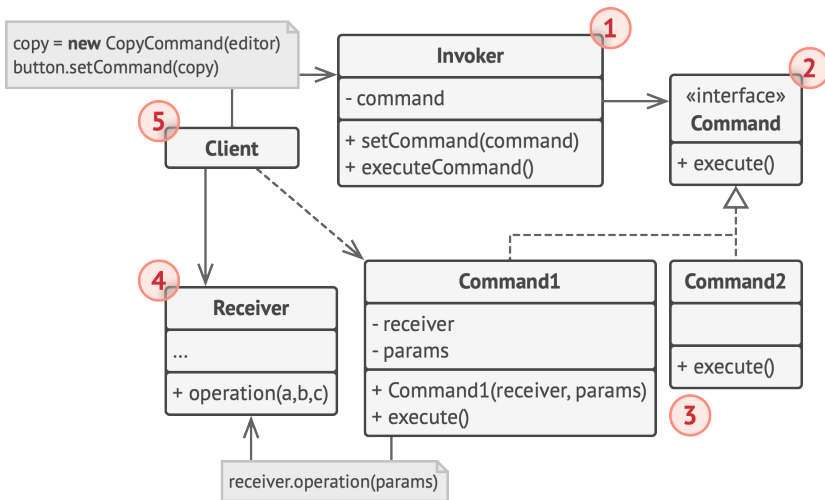 copy = new CopyCommand(editor)
button.setCommand(copy)
1
Invoker
- command
+ setCommand(command)
+ executeCommand()
2
«interface»
Command
+ execute()
5
Client
4
Receiver
...
+ operation(a,b,c)
Command1
- receiver
- params
+ Command1(receiver, params)
+ execute()
Command2
+ execute()
3
receiver.operation(params)